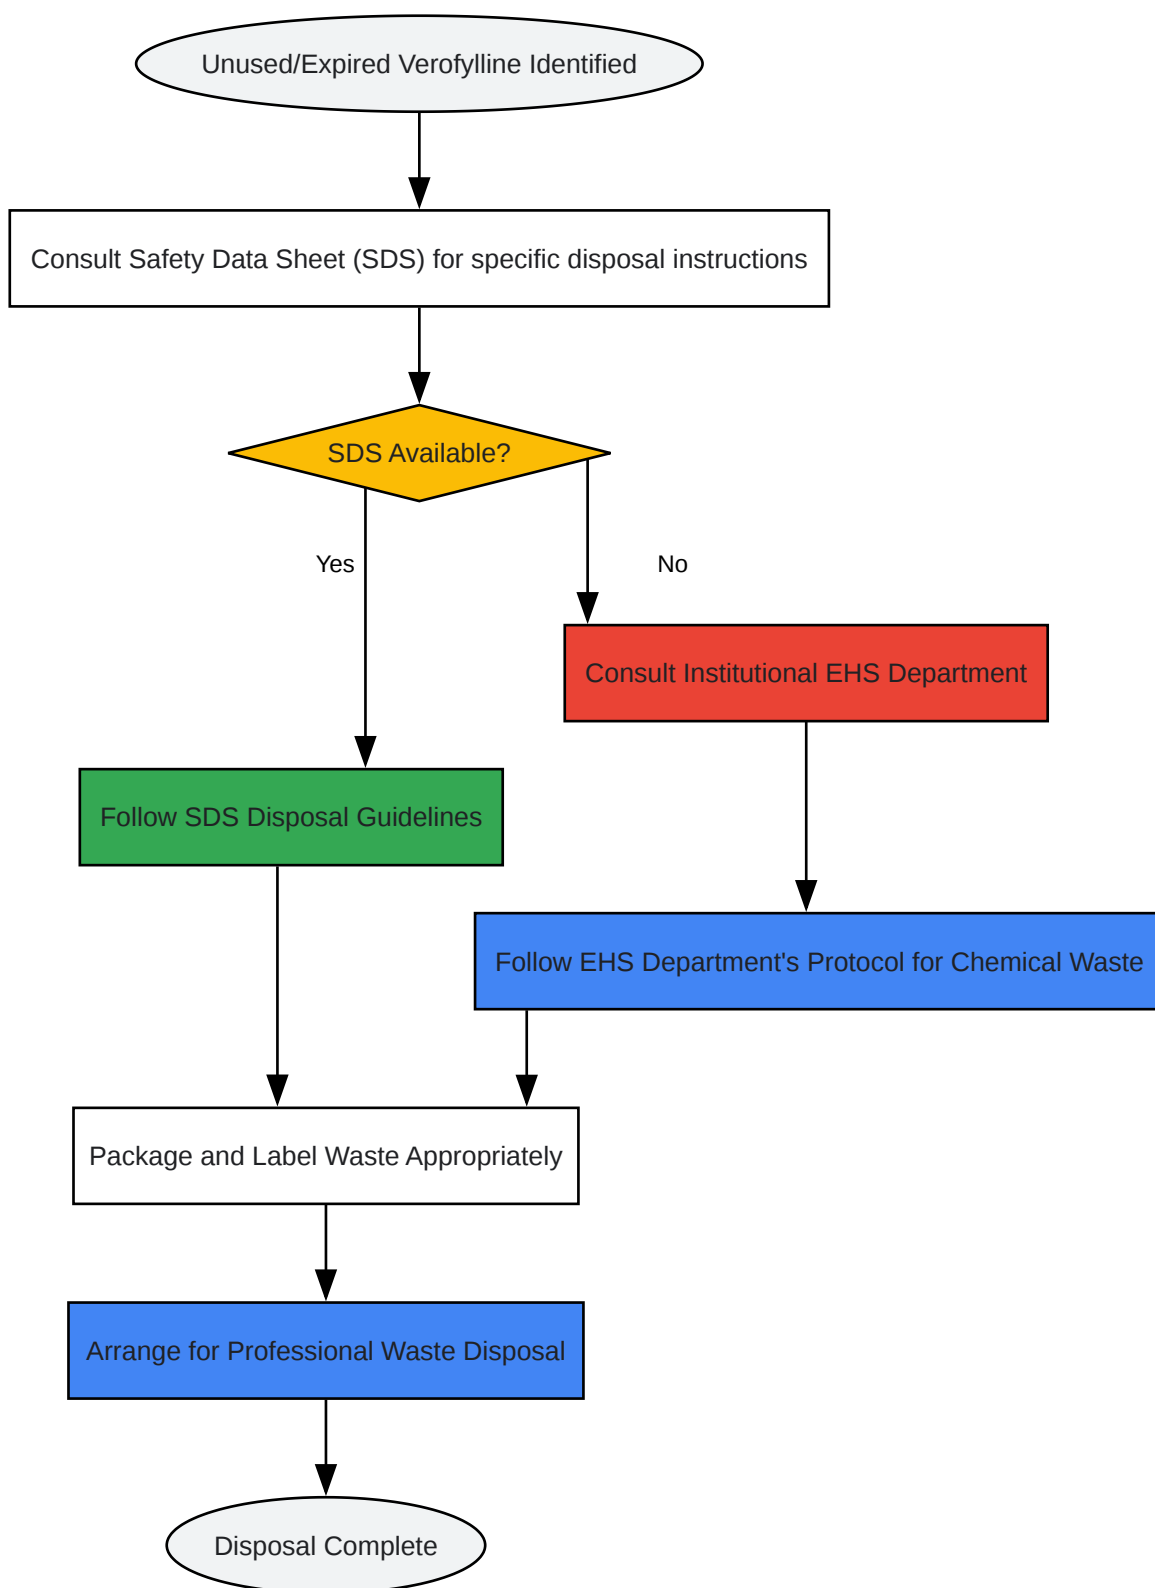 Unused/Expired Verofylline Identified
Consult Safety Data Sheet (SDS) for specific disposal instructions
SDS Available?
Yes
No
Consult Institutional EHS Department
Follow SDS Disposal Guidelines
Follow EHS Department's Protocol for Chemical Waste
Package and Label Waste Appropriately
Arrange for Professional Waste Disposal
Disposal Complete